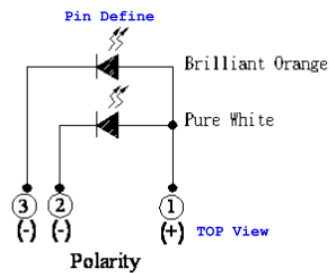 Pin Define
Brilliant Orange
Pure White
3 2 1
(-) (-) (+) TOP View
Polarity